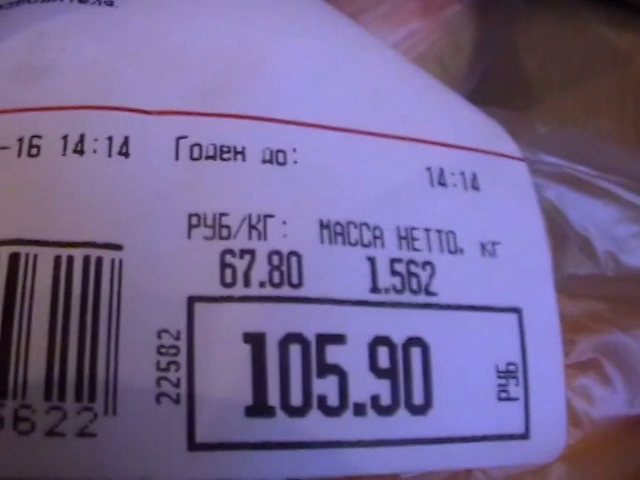 -16 14:14 Годен до:
14:14
РУБ/КГ: МАССА НЕТТО, кг
67.80 1.562
22582
105.90
РУБ
5622